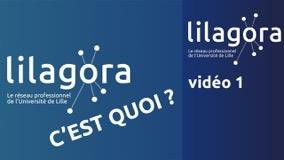 lilagora
Le réseau professionnel
de l'Université de Lille
C'EST QUOI ?
lilagora
Le réseau professionnel
de l'Université de Lille
vidéo 1